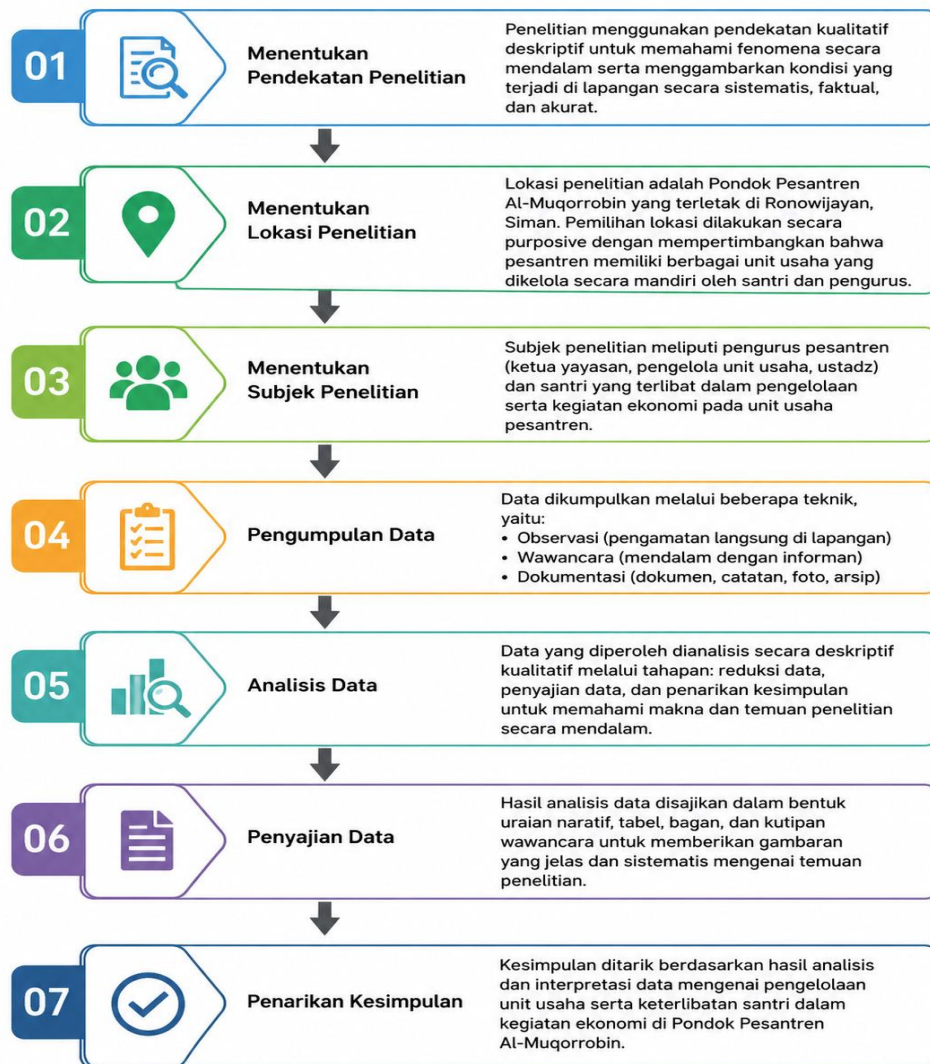 01
Menentukan
Pendekatan Penelitian
Penelitian menggunakan pendekatan kualitatif
deskriptif untuk memahami fenomena secara
mendalam serta menggambarkan kondisi yang
terjadi di lapangan secara sistematis, faktual,
dan akurat.
02
Menentukan
Lokasi Penelitian
Lokasi penelitian adalah Pondok Pesantren
Al-Muqorrobin yang terletak di Ronowijayan,
Siman. Pemilihan lokasi dilakukan secara
purposive dengan mempertimbangkan bahwa
pesantren memiliki berbagai unit usaha yang
dikelola secara mandiri oleh santri dan pengurus.
03
Menentukan
Subjek Penelitian
Subjek penelitian meliputi pengurus pesantren
(ketua yayasan, pengelola unit usaha, ustadz)
dan santri yang terlibat dalam pengelolaan
serta kegiatan ekonomi pada unit usaha
pesantren.
04
Pengumpulan Data
Data dikumpulkan melalui beberapa teknik,
yaitu:
• Observasi (pengamatan langsung di lapangan)
• Wawancara (mendalam dengan informan)
• Dokumentasi (dokumen, catatan, foto, arsip)
05
Analisis Data
Data yang diperoleh dianalisis secara deskriptif
kualitatif melalui tahapan: reduksi data,
penyajian data, dan penarikan kesimpulan
untuk memahami makna dan temuan penelitian
secara mendalam.
06
Penyajian Data
Hasil analisis data disajikan dalam bentuk
uraian naratif, tabel, bagan, dan kutipan
wawancara untuk memberikan gambaran
yang jelas dan sistematis mengenai temuan
penelitian.
07
Penarikan Kesimpulan
Kesimpulan ditarik berdasarkan hasil analisis
dan interpretasi data mengenai pengelolaan
unit usaha serta keterlibatan santri dalam
kegiatan ekonomi di Pondok Pesantren
Al-Muqorrobin.